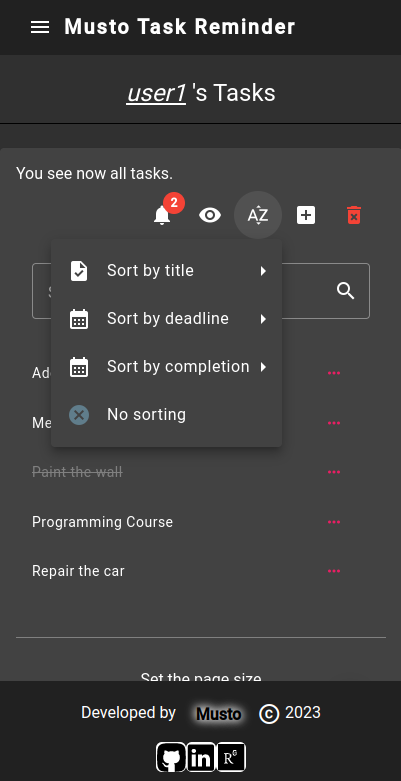 Musto Task Reminder
user1 's Tasks
You see now all tasks.
2
AZ
Sort by title
Sort by deadline
Sort by completion
No sorting
Paint the wall
Programming Course
Repair the car
Set the page size
Developed by Musto © 2023
in R